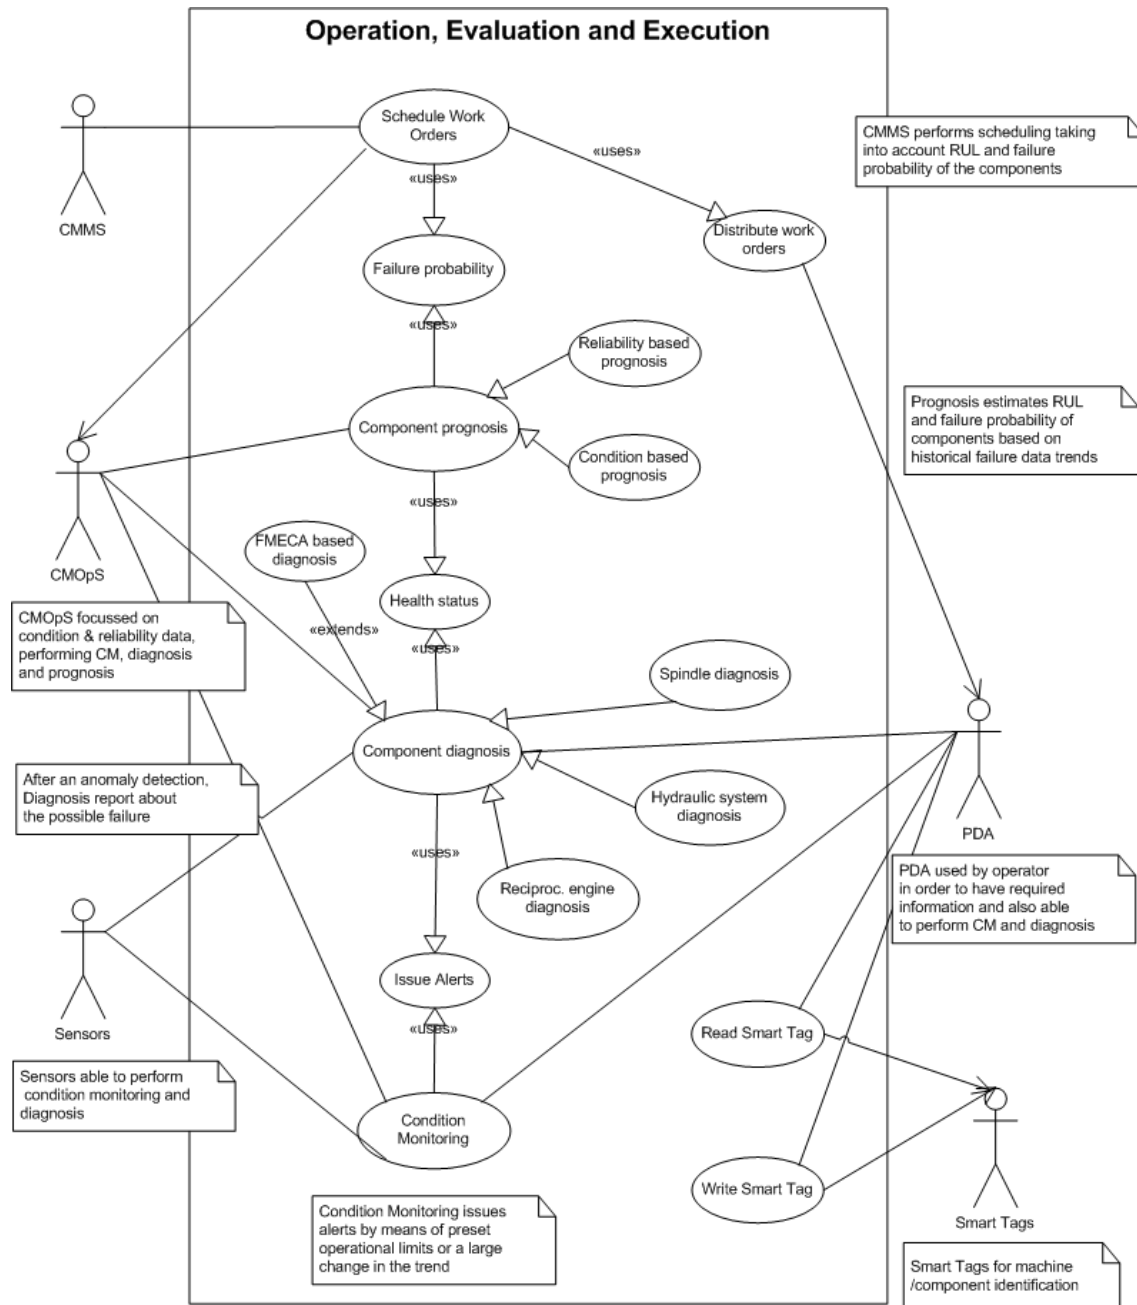 Operation, Evaluation and Execution
Schedule Work
Orders
«uses»
«uses»
CMMS performs scheduling taking
into account RUL and failure
probability of the components
CMMS
Distribute work
orders
Failure probability
«uses»
Reliability based
prognosis
Component prognosis
Condition based
prognosis
Prognosis estimates RUL
and failure probability of
components based on
historical failure data trends
«uses»
FMECA based
diagnosis
CMOpS
Health status
CMOpS focussed on
condition & reliability data,
performing CM, diagnosis
and prognosis
«extends»
«uses»
Spindle diagnosis
Component diagnosis
After an anomaly detection,
Diagnosis report about
the possible failure
Hydraulic system
diagnosis
PDA
«uses»
Reciproc. engine
diagnosis
PDA used by operator
in order to have required
information and also able
to perform CM and diagnosis
Issue Alerts
Sensors
«uses»
Read Smart Tag
Sensors able to perform
condition monitoring and
diagnosis
Condition
Monitoring
Write Smart Tag
Smart Tags
Condition Monitoring issues
alerts by means of preset
operational limits or a large
change in the trend
Smart Tags for machine
/component identification